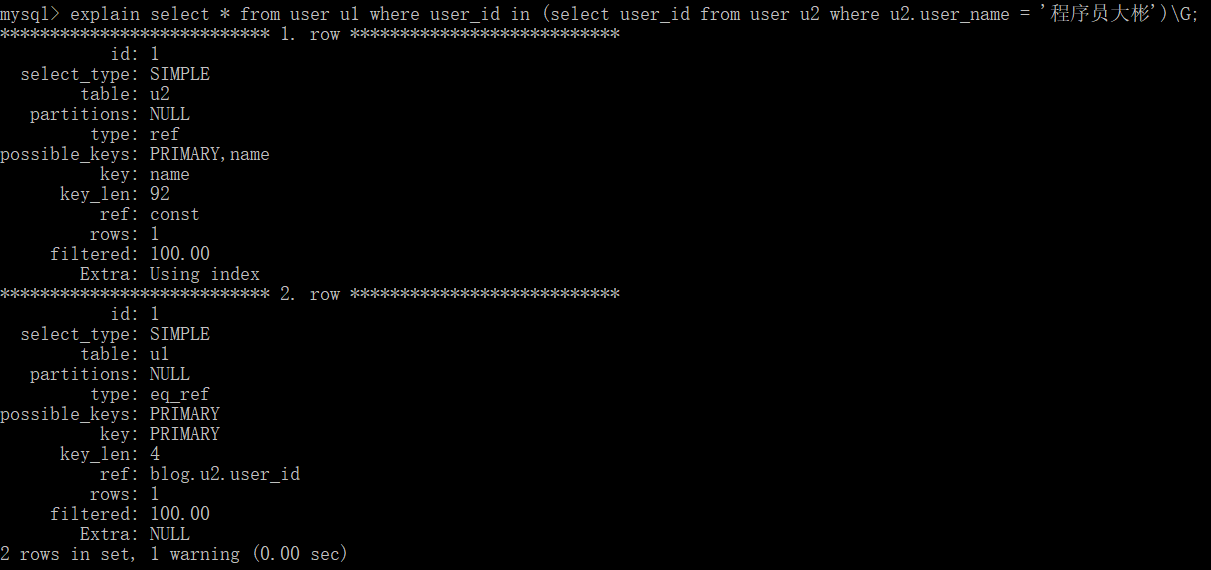 mysql> explain select * from user u1 where user_id in (select user_id from user u2 where u2.user_name = '程序员大彬')\G;
*************************** 1. row ***************************
id: 1
select_type: SIMPLE
table: u2
partitions: NULL
type: ref
possible_keys: PRIMARY,name
key: name
key_len: 92
ref: const
rows: 1
filtered: 100.00
Extra: Using index
*************************** 2. row ***************************
id: 1
select_type: SIMPLE
table: u1
partitions: NULL
type: eq_ref
possible_keys: PRIMARY
key: PRIMARY
key_len: 4
ref: blog.u2.user_id
rows: 1
filtered: 100.00
Extra: NULL
2 rows in set, 1 warning (0.00 sec)